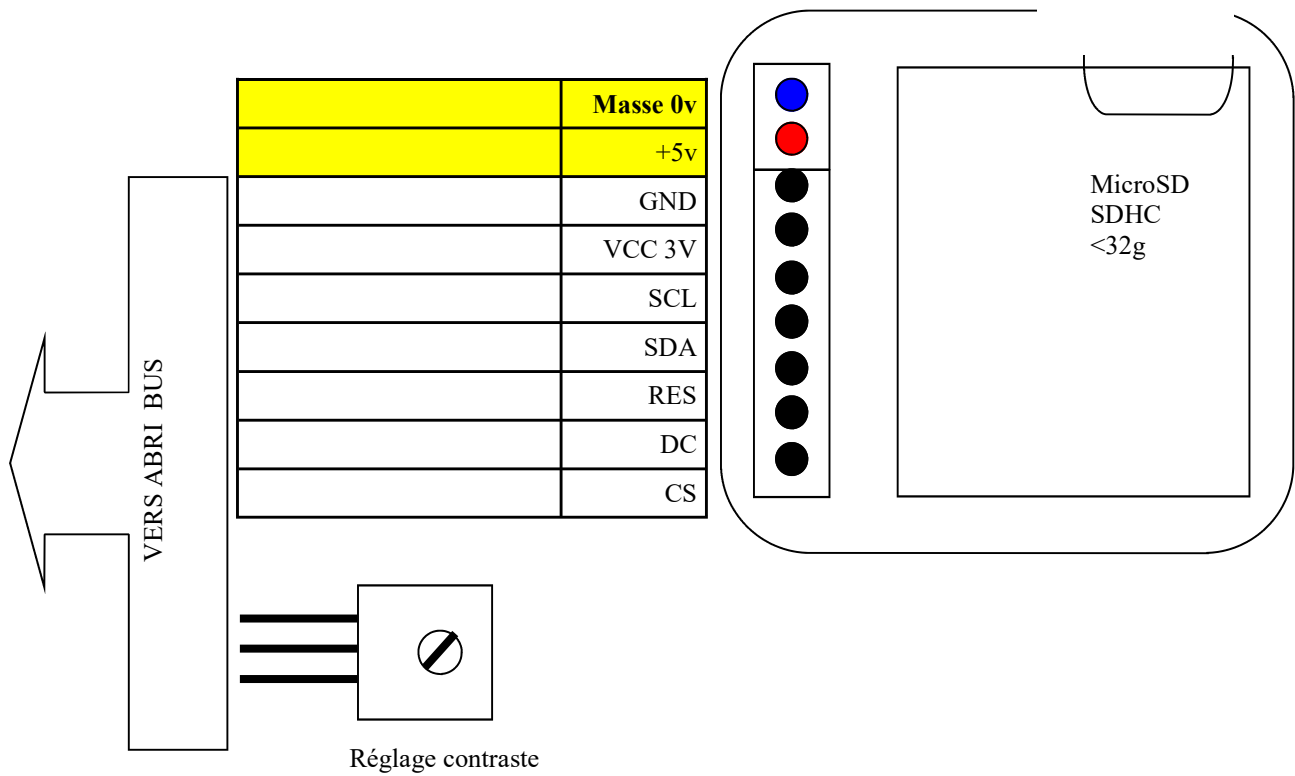 Masse 0v
+5v
GND
VCC 3V
SCL
SDA
RES
DC
CS
MicroSD
SDHC
<32g
VERS ABRI BUS
Réglage contraste